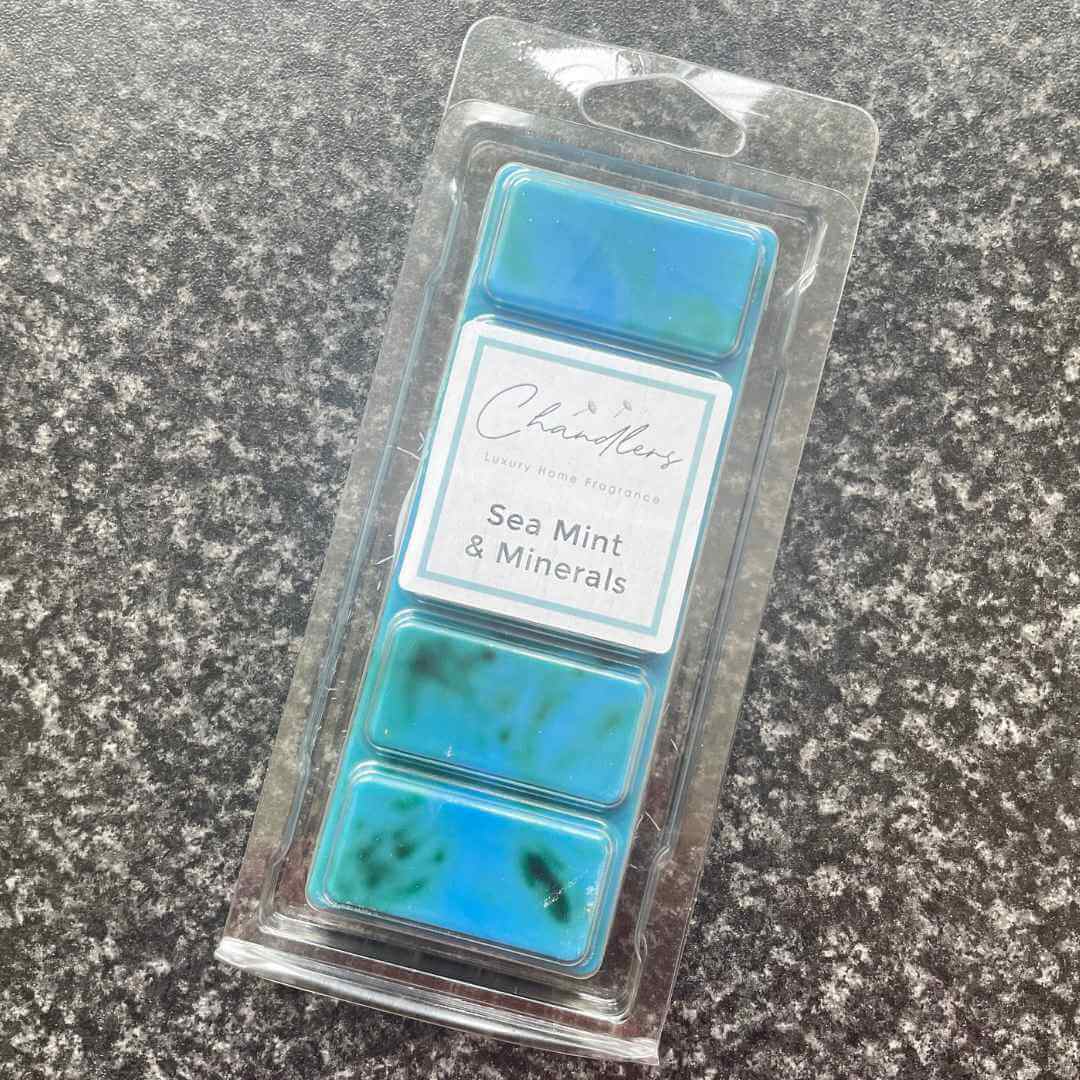 Chandlers
Luxury Home Fragrance
Sea Mint
& Minerals